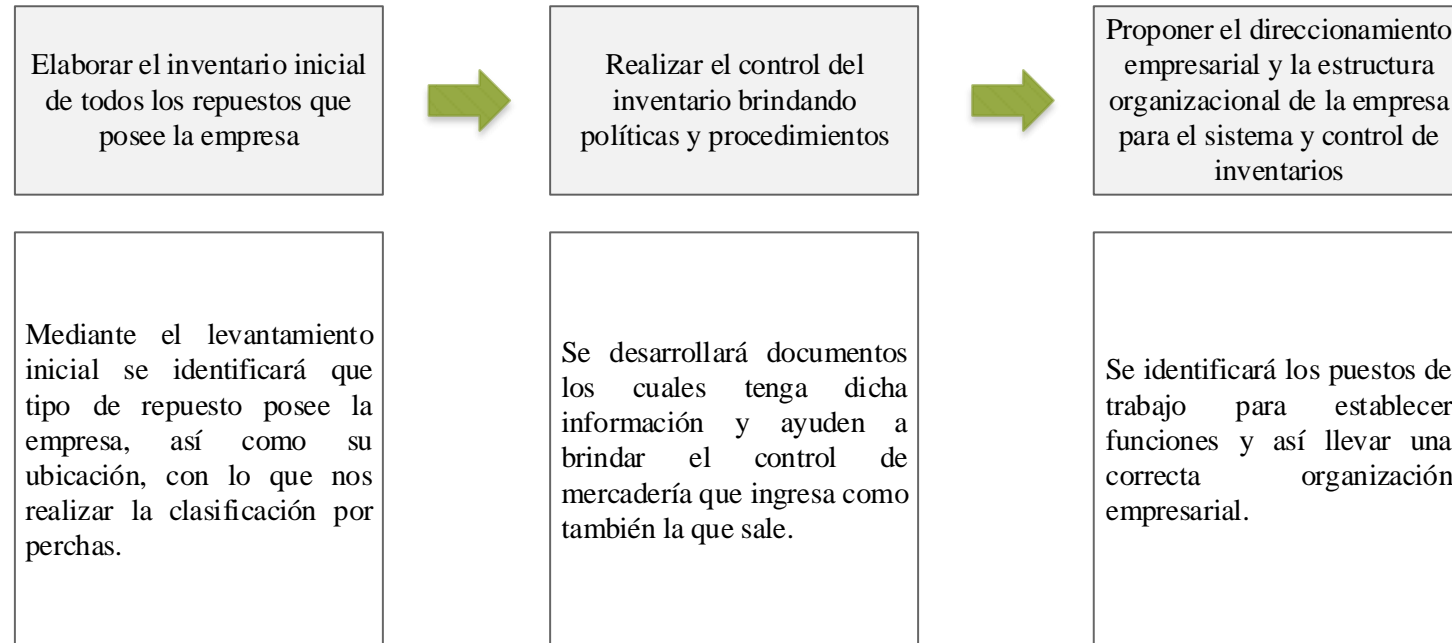 Elaborar el inventario inicial
de todos los repuestos que
posee la empresa
Realizar el control del
inventario brindando
políticas y procedimientos
Proponer el direccionamiento
empresarial y la estructura
organizacional de la empresa
para el sistema y control de
inventarios
Mediante el levantamiento
inicial se identificará que
tipo de repuesto posee la
empresa, así como su
ubicación, con lo que nos
realizar la clasificación por
perchas.
Se desarrollará documentos
los cuales tenga dicha
información y ayuden a
brindar el control de
mercadería que ingresa como
también la que sale.
Se identificará los puestos de
trabajo para establecer
funciones y así llevar una
correcta organización
empresarial.